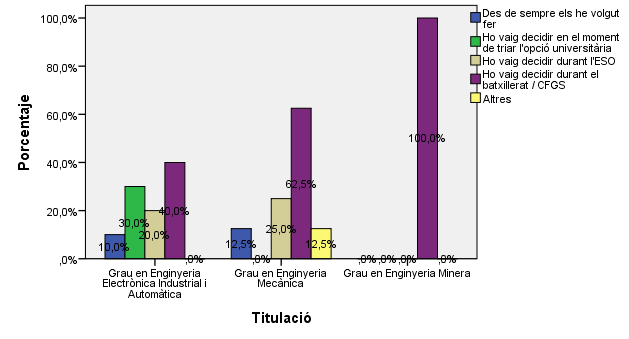 100,0%
80,0%
60,0%
40,0%
20,0%
,0%
Porcentaje
10,0%
30,0%
20,0%
40,0%
,0%
12,5%
,0%
25,0%
62,5%
12,5%
,0%
,0%
,0%
100,0%
,0%
Grau en Enginyeria
Electrònica Industrial i
Automàtica
Grau en Enginyeria
Mecànica
Grau en Enginyeria Minera
Titulació
Des de sempre els he volgut
fer
Ho vaig decidir en el moment
de triar l'opció universitària
Ho vaig decidir durant l'ESO
Ho vaig decidir durant el
batxillerat / CFGS
Altres